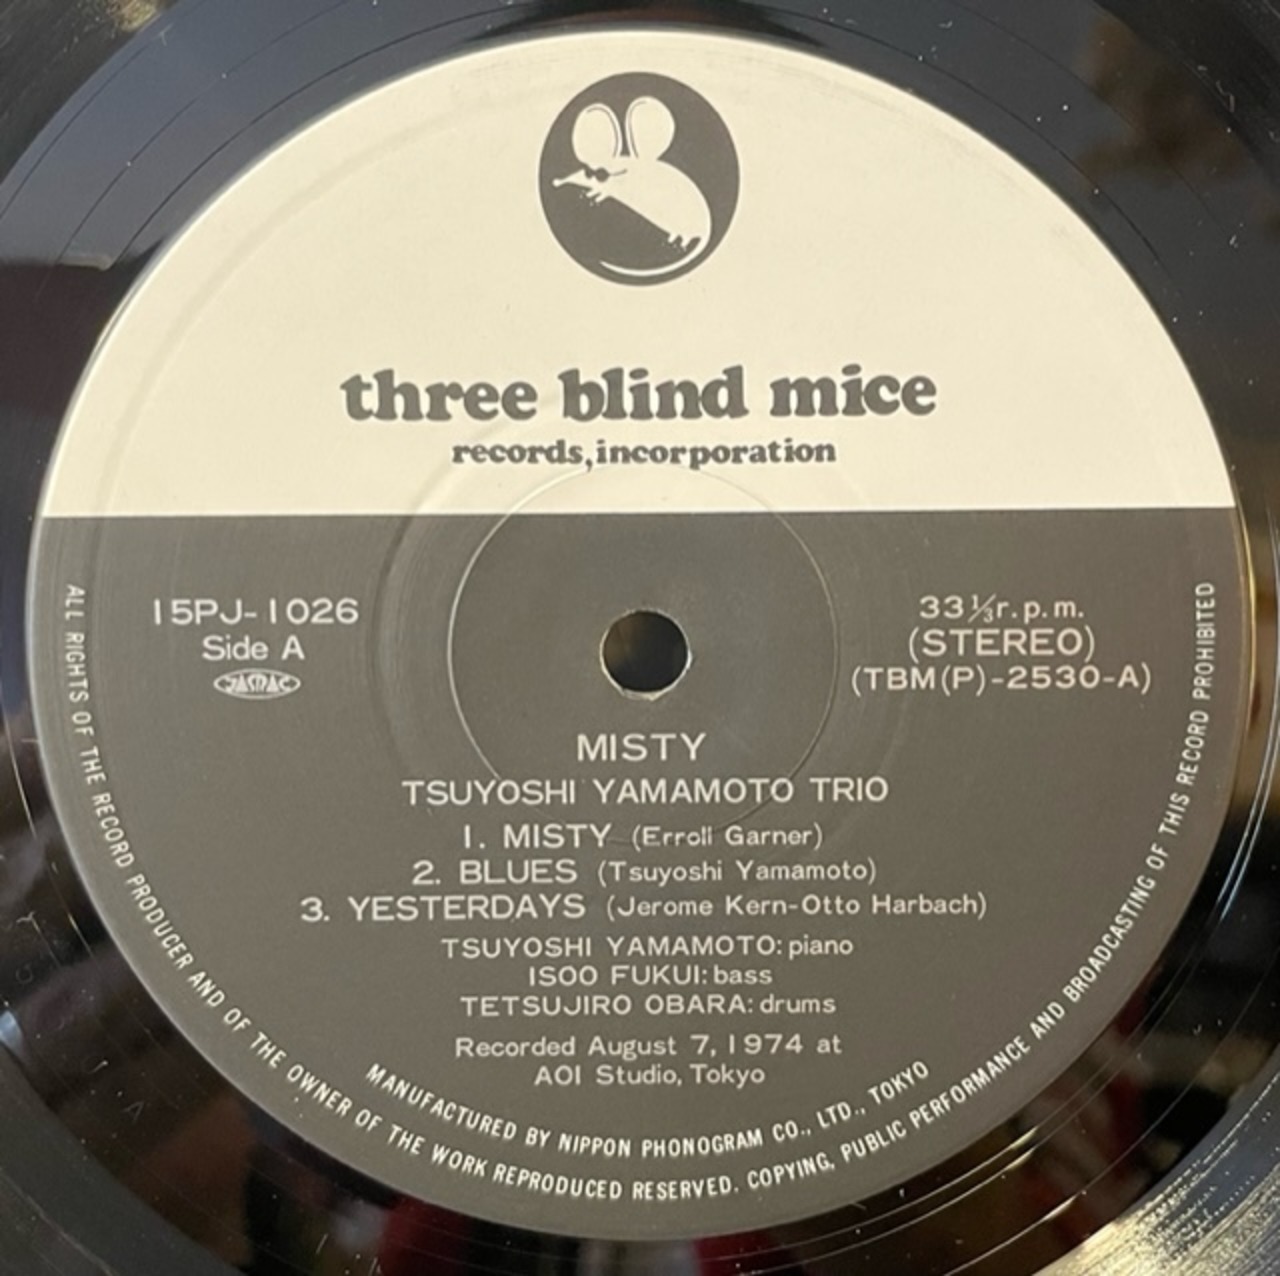 three blind mice
records, incorporation
15PJ-1026
Side A
JASRAC
33⅓r.p.m.
(STEREO)
(TBM(P)-2530-A)
MISTY
TSUYOSHI YAMAMOTO TRIO
1. MISTY (Erroll Garner)
2. BLUES (Tsuyoshi Yamamoto)
3. YESTERDAYS (Jerome Kern-Otto Harbach)
TSUYOSHI YAMAMOTO: piano
ISOO FUKUI: bass
TETSUJIRO OBARA: drums
Recorded August 7, 1974 at
AOI Studio, Tokyo
MANUFACTURED BY NIPPON PHONOGRAM CO., LTD., TOKYO
ALL RIGHTS OF THE RECORD PRODUCER AND OF THE OWNER OF THE WORK REPRODUCED RESERVED. COPYING, PUBLIC PERFORMANCE AND BROADCASTING OF THIS RECORD PROHIBITED